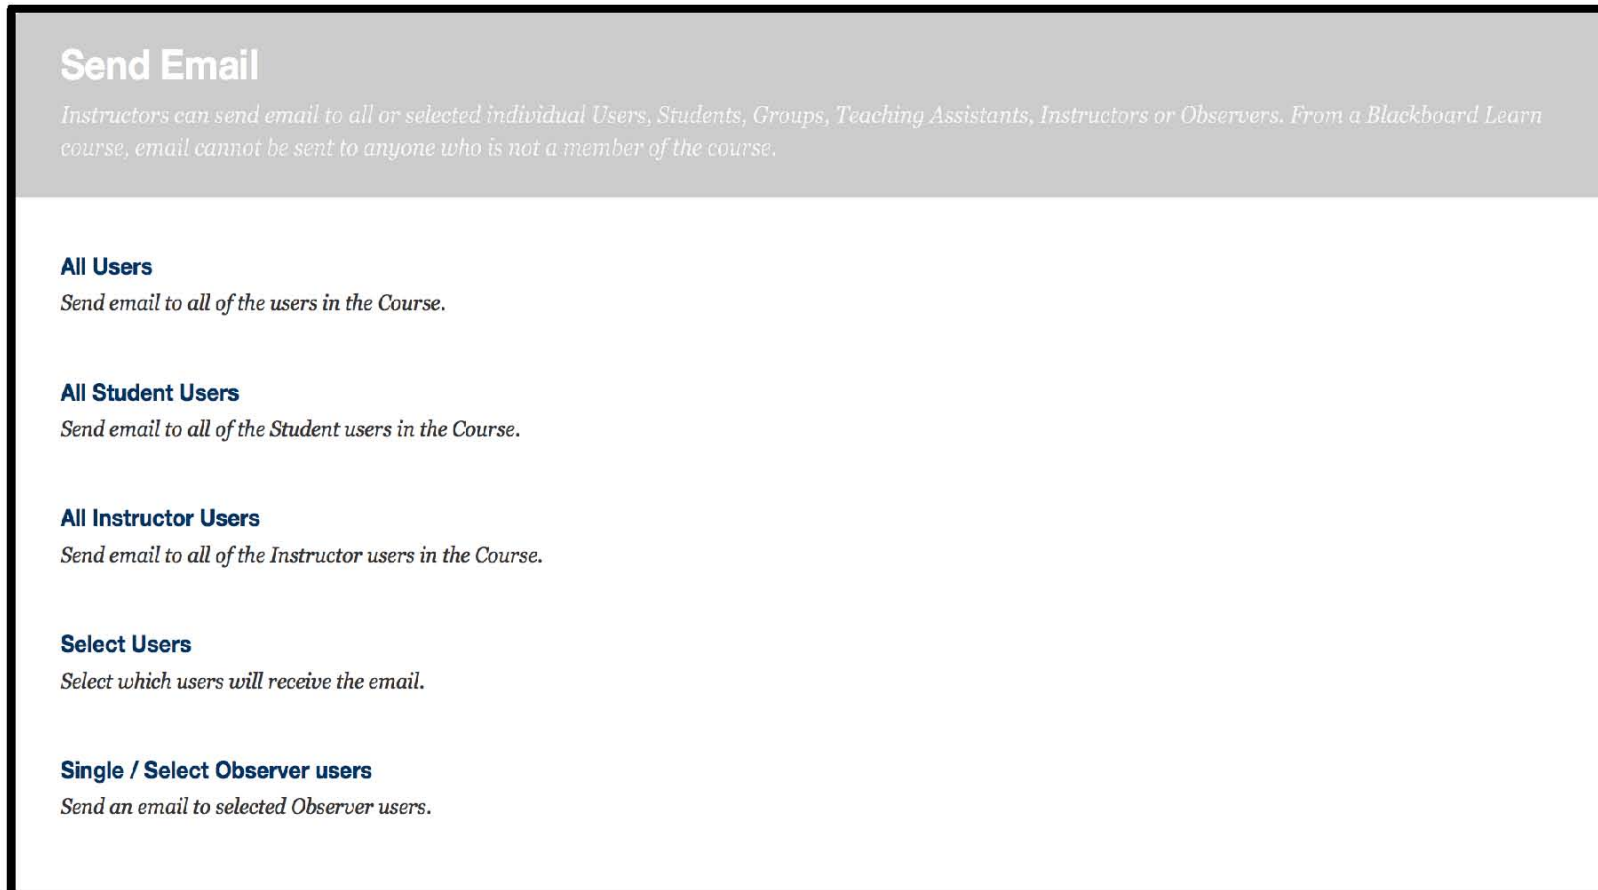 Send Email
Instructors can send email to all or selected individual Users, Students, Groups, Teaching Assistants, Instructors or Observers. From a Blackboard Learn
course, email cannot be sent to anyone who is not a member of the course.
All Users
Send email to all of the users in the Course.
All Student Users
Send email to all of the Student users in the Course.
All Instructor Users
Send email to all of the Instructor users in the Course.
Select Users
Select which users will receive the email.
Single / Select Observer users
Send an email to selected Observer users.